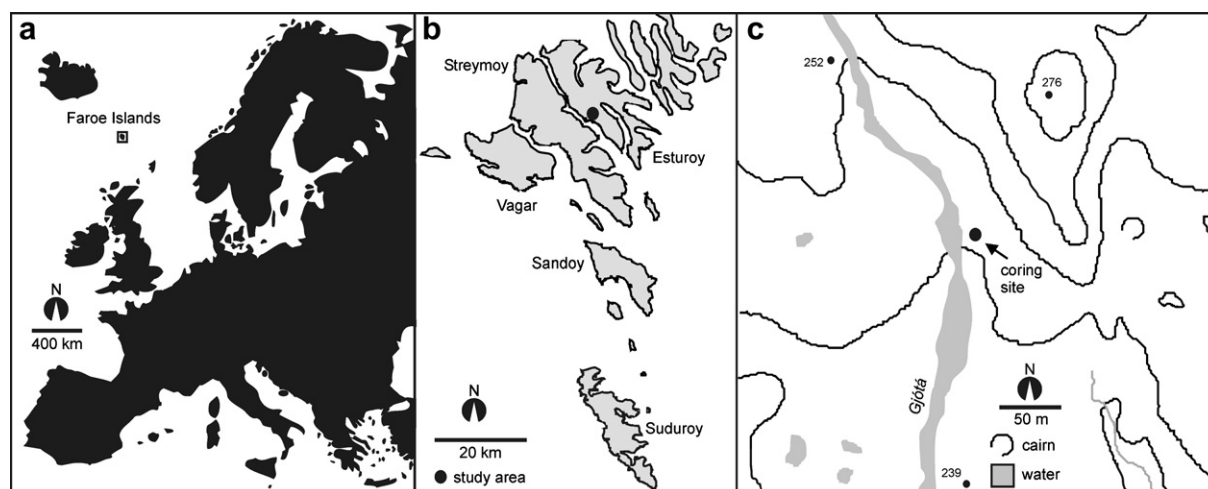 a
Faroe Islands
N
400 km
b
Streymoy
Esturoy
Vagar
Sandoy
N
20 km
Suduroy
study area
c
252
276
coring
site
Gjótá
N
50 m
cairn
water
239